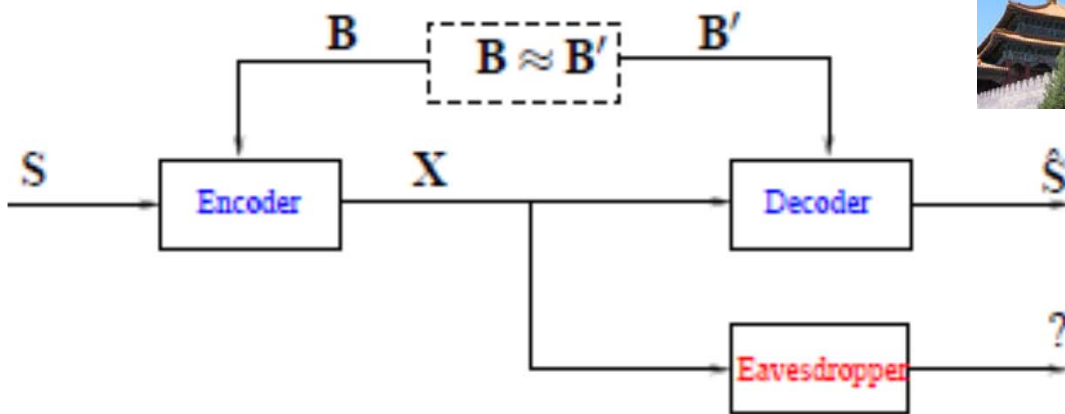 B
B ≈ B′
B′
S
Encoder
X
Decoder
Ŝ
Eavesdropper
?